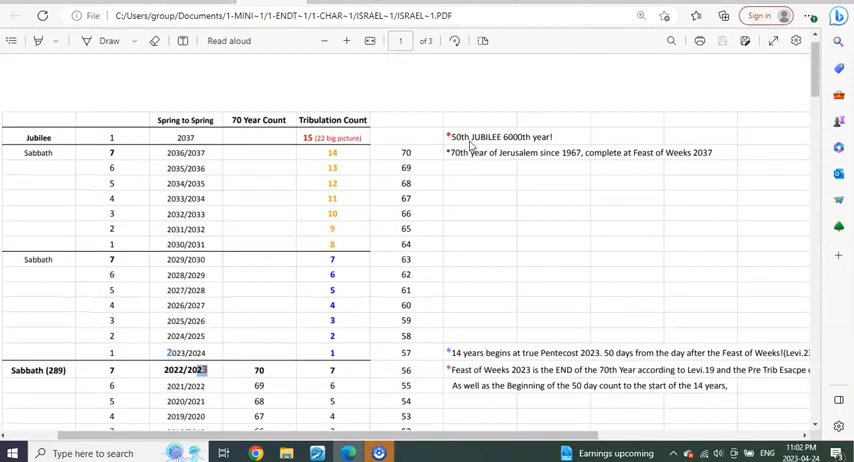 File | C:/Users/group/Documents/1-MINI~1/1-ENDT~1/1-CHAR~1/ISRAEL~1/ISRAEL~1.PDF
Sign in
Draw
Read aloud
1 of 3
Spring to Spring 70 Year Count Tribulation Count
Jubilee 1 2037 15 (22 big picture) *50th JUBILEE 6000th year!
Sabbath 7 2036/2037 14 70 *70th year of Jerusalem since 1967, complete at Feast of Weeks 2037
6 2035/2036 13 69
5 2034/2035 12 68
4 2033/2034 11 67
3 2032/2033 10 66
2 2031/2032 9 65
1 2030/2031 8 64
Sabbath 7 2029/2030 7 63
6 2028/2029 6 62
5 2027/2028 5 61
4 2026/2027 4 60
3 2025/2026 3 59
2 2024/2025 2 58
1 2023/2024 1 57 *14 years begins at true Pentecost 2023. 50 days from the day after the Feast of Weeks!(Levi.23
Sabbath (289) 7 2022/2023 70 7 56 *Feast of Weeks 2023 is the END of the 70th Year according to Levi.19 and the Pre Trib Esacpe
6 2021/2022 69 6 55 As well as the Beginning of the 50 day count to the start of the 14 years,
5 2020/2021 68 5 54
4 2019/2020 67 4 53
Type here to search
Earnings upcoming
ENG
11:02 PM
2023-04-24